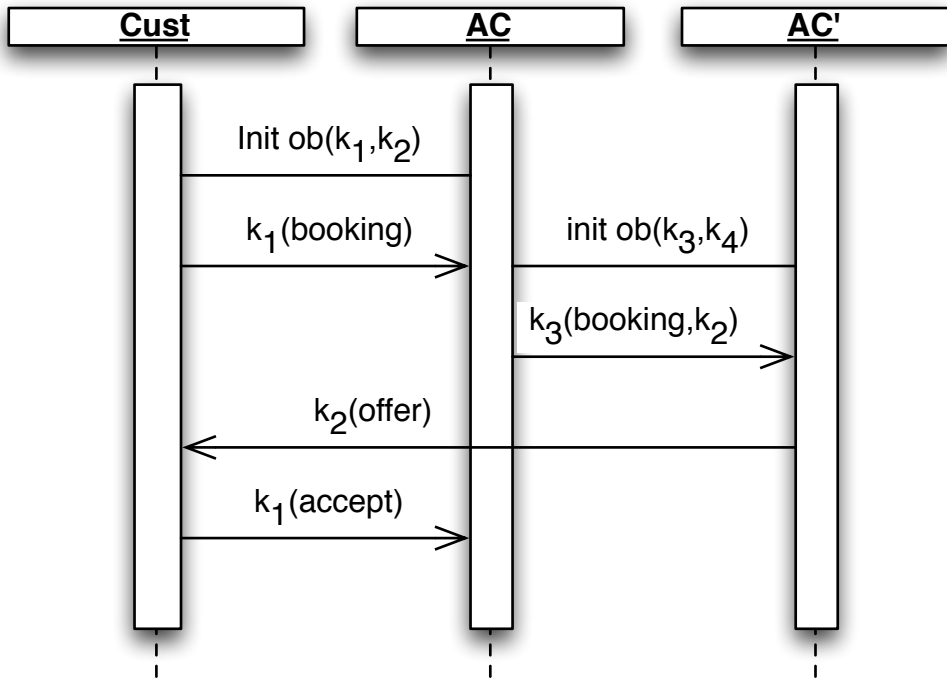 Cust
AC
AC'
Init ob(k₁,k₂)
k₁(booking)
init ob(k₃,k₄)
k₃(booking,k₂)
k₂(offer)
k₁(accept)